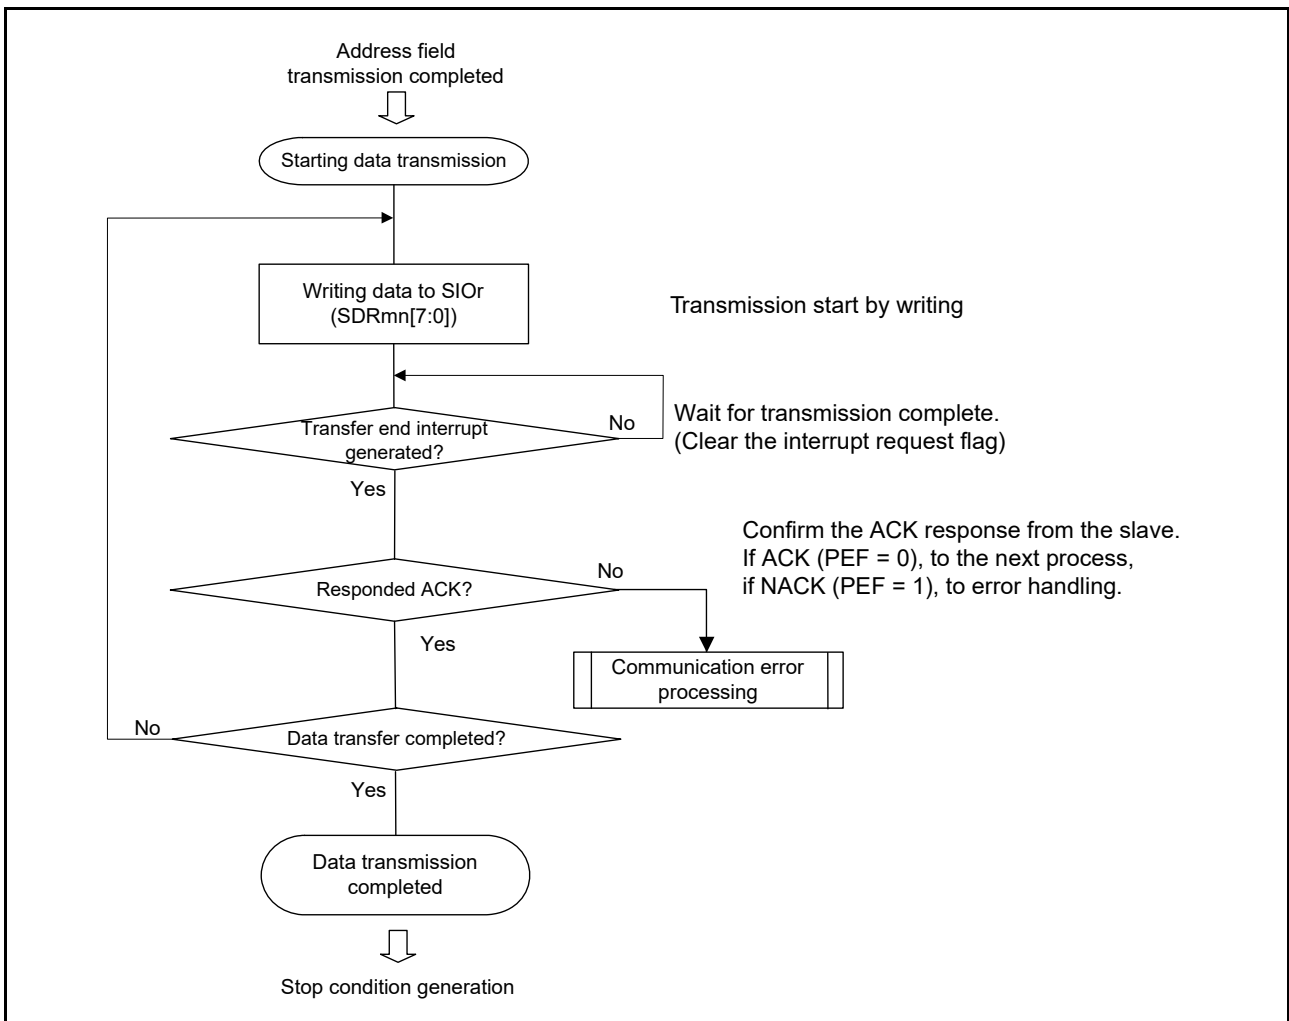 Address field
transmission completed
Starting data transmission
Writing data to SIOr
(SDRmn[7:0])
Transmission start by writing
Transfer end interrupt
generated?
No
Wait for transmission complete.
(Clear the interrupt request flag)
Yes
Confirm the ACK response from the slave.
If ACK (PEF = 0), to the next process,
if NACK (PEF = 1), to error handling.
Responded ACK?
No
Yes
Communication error
processing
No
Data transfer completed?
Yes
Data transmission
completed
Stop condition generation